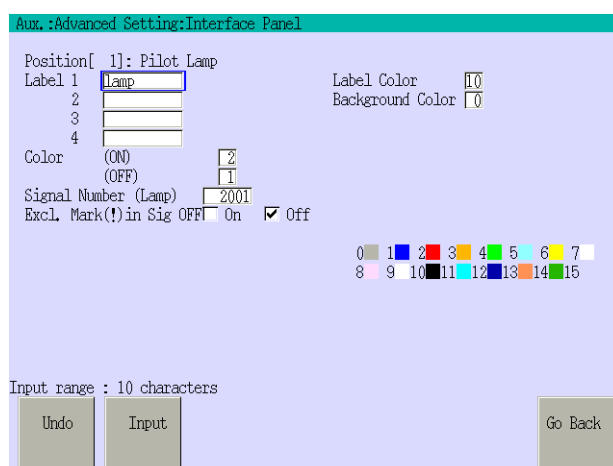 Aux.:Advanced Setting:Interface Panel
Position[ 1]: Pilot Lamp
Label 1 lamp
2
3
4
Label Color 10
Background Color 0
Color (ON) 2
(OFF) 1
Signal Number (Lamp) 2001
Excl. Mark(!)in Sig OFF On Off
0 1 2 3 4 5 6 7
8 9 10 11 12 13 14 15
Input range : 10 characters
Undo Input Go Back